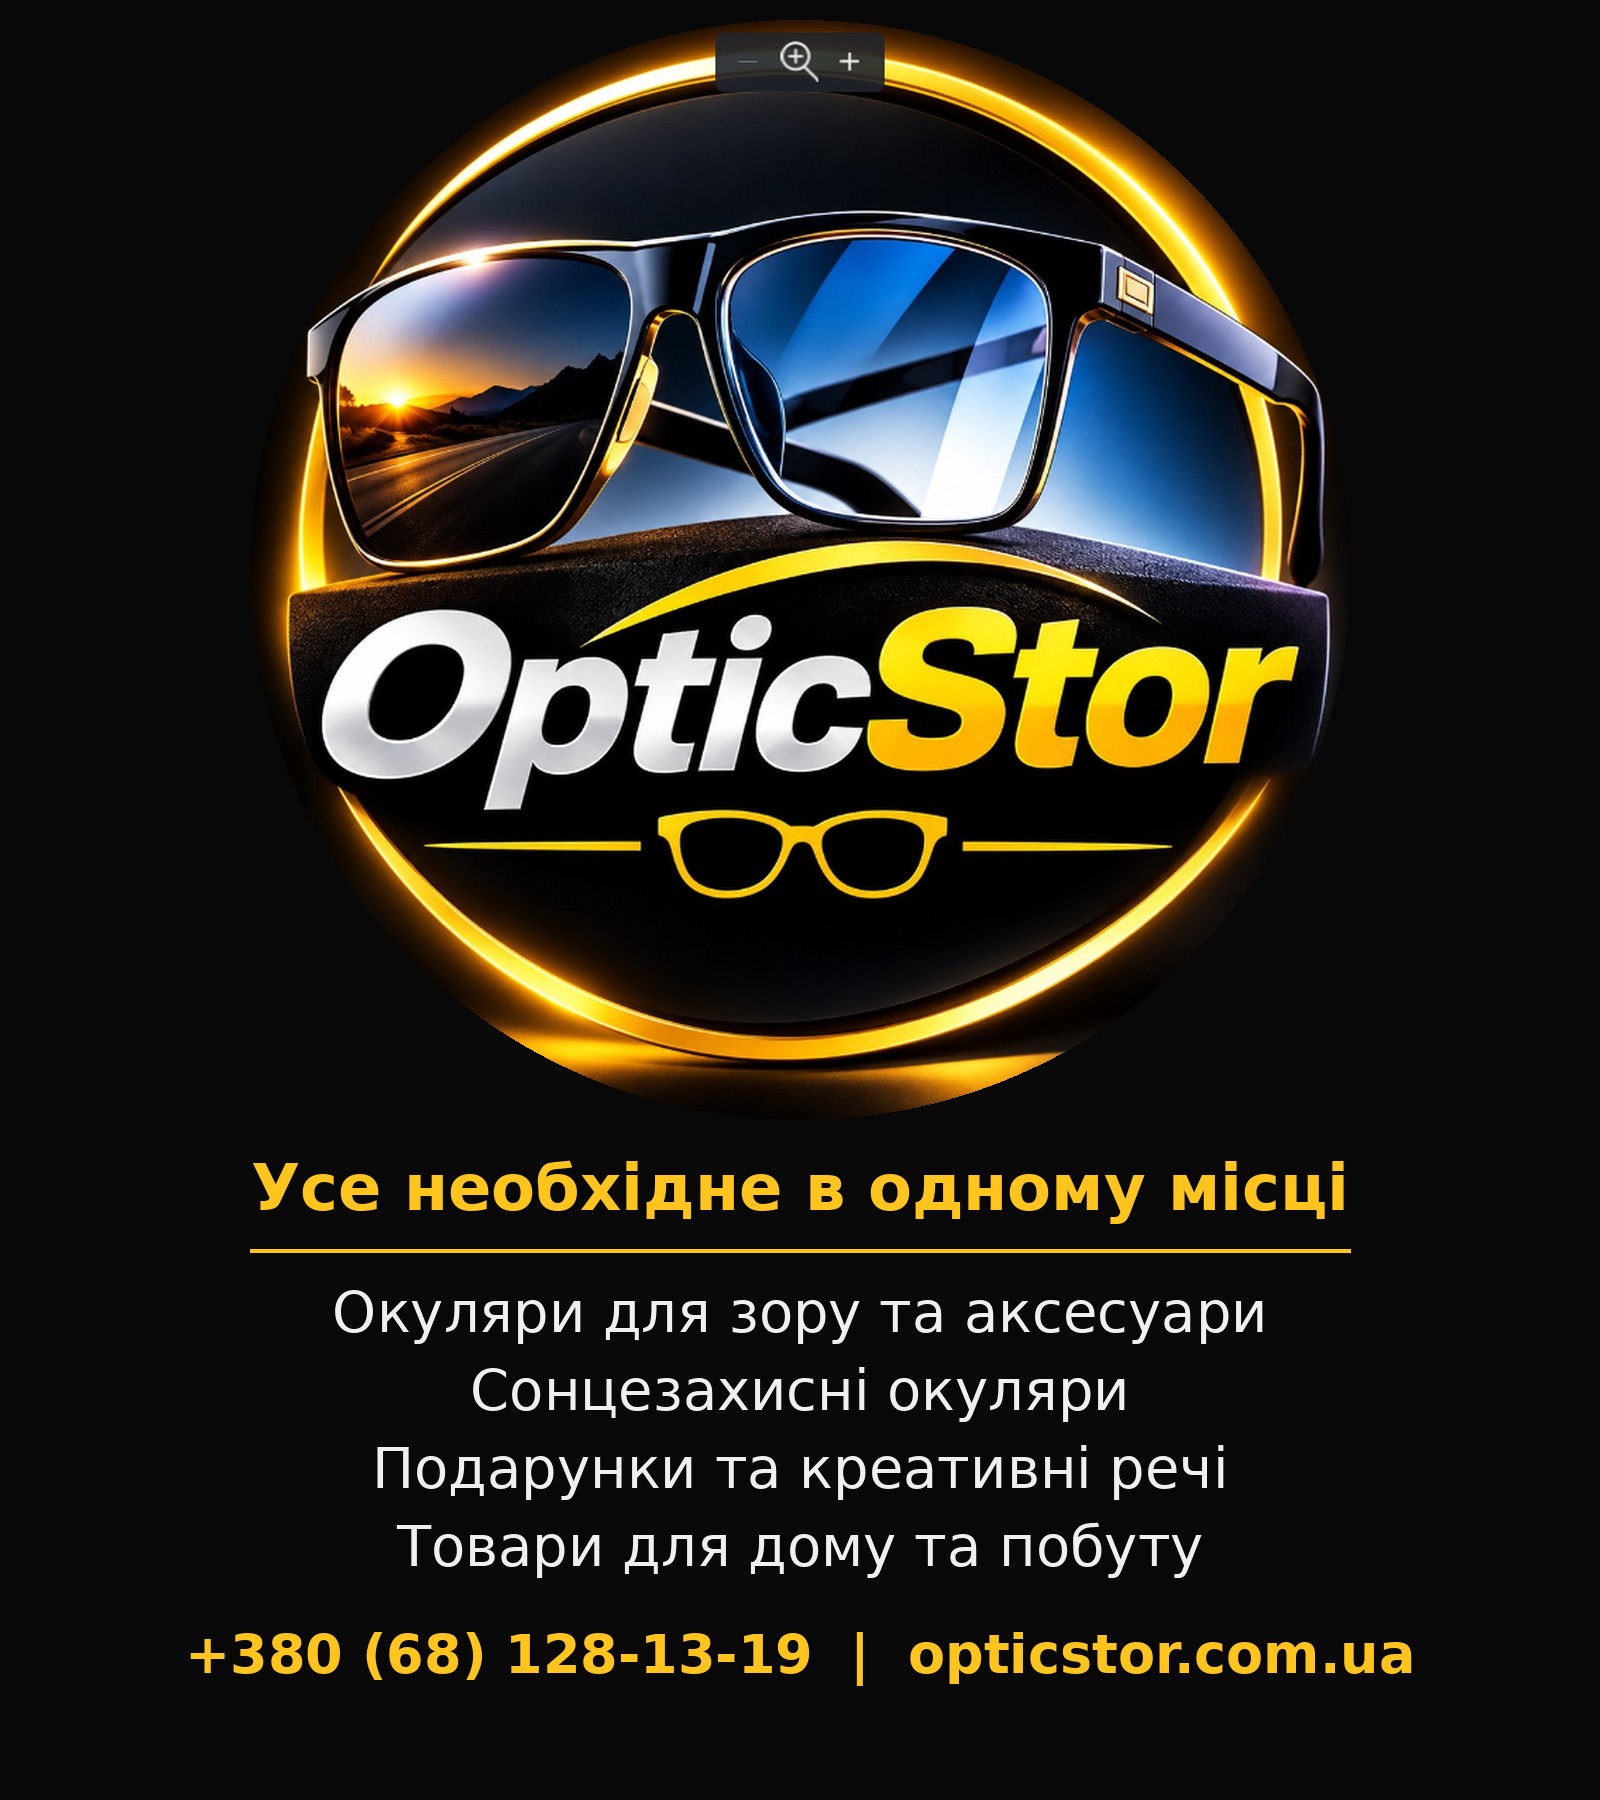 OpticStor
Усе необхідне в одному місці
Окуляри для зору та аксесуари
Сонцезахисні окуляри
Подарунки та креативні речі
Товари для дому та побуту
+380 (68) 128-13-19 | opticstor.com.ua